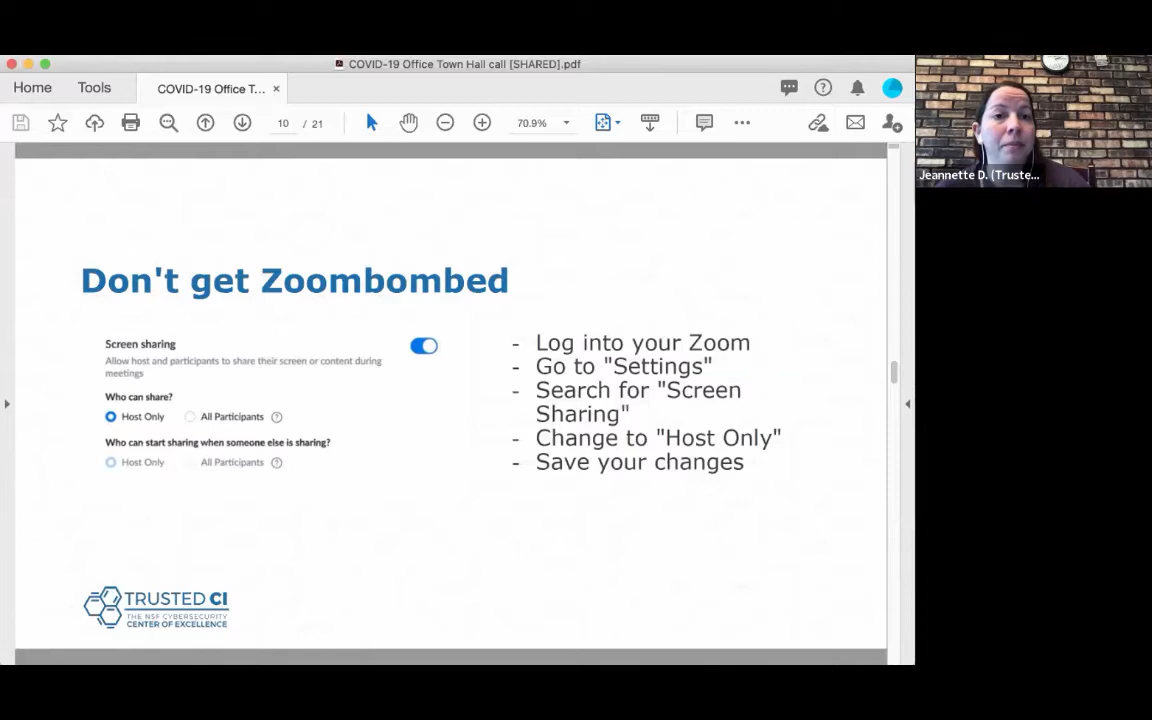 COVID-19 Office Town Hall call [SHARED].pdf
Home
Tools
COVID-19 Office T... ×
10 / 21
70.9%
Jeannette D. (Truste...
Don't get Zoombombed
Screen sharing
Allow host and participants to share their screen or content during
meetings
Who can share?
Host Only
All Participants ?
Who can start sharing when someone else is sharing?
Host Only
All Participants ?
- Log into your Zoom
- Go to "Settings"
- Search for "Screen
Sharing"
- Change to "Host Only"
- Save your changes
TRUSTED CI
THE NSF CYBERSECURITY
CENTER OF EXCELLENCE